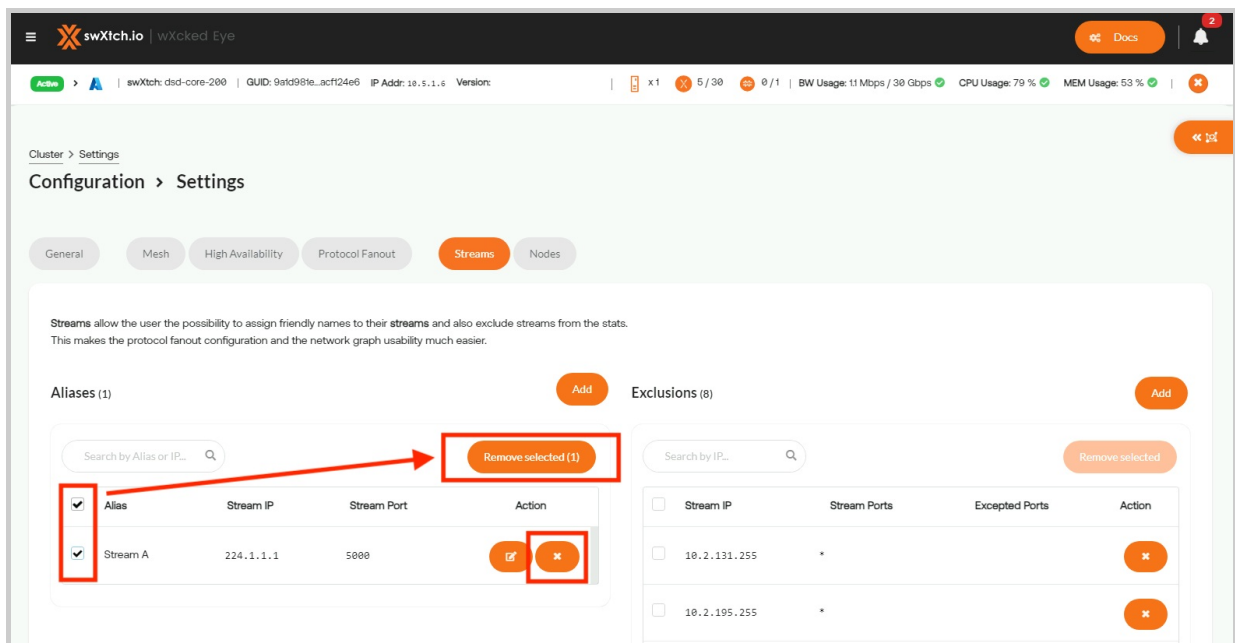 swXtch.io | wXcked Eye
Docs
2
Active > | swXtch: dsd-core-200 | GUID: 9a1d981e...acf124e6 IP Addr: 10.5.1.6 Version: | x1 5/30 0/1 | BW Usage: 1.1 Mbps / 30 Gbps CPU Usage: 79 % MEM Usage: 53 % |
Cluster > Settings
Configuration > Settings
General Mesh High Availability Protocol Fanout Streams Nodes
Streams allow the user the possibility to assign friendly names to their streams and also exclude streams from the stats.
This makes the protocol fanout configuration and the network graph usability much easier.
Aliases (1) Add
Search by Alias or IP... Remove selected (1)
Alias Stream IP Stream Port Action
Stream A 224.1.1.1 5000
Exclusions (8) Add
Search by IP... Remove selected
Stream IP Stream Ports Excepted Ports Action
10.2.131.255 *
10.2.195.255 *